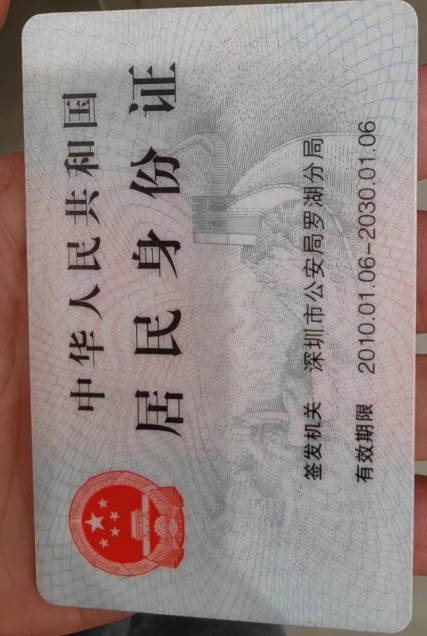 中华人民共和国
居民身份证
签发机关 深圳市公安局罗湖分局
有效期限 2010.01.06-2030.01.06